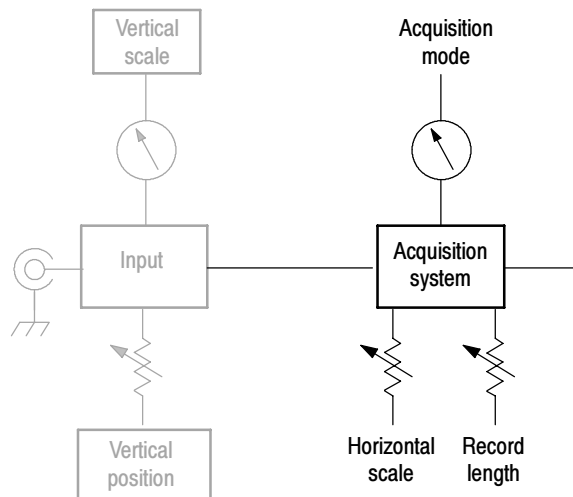 Vertical
scale
Acquisition
mode
Input
Acquisition
system
Vertical
position
Horizontal
scale
Record
length